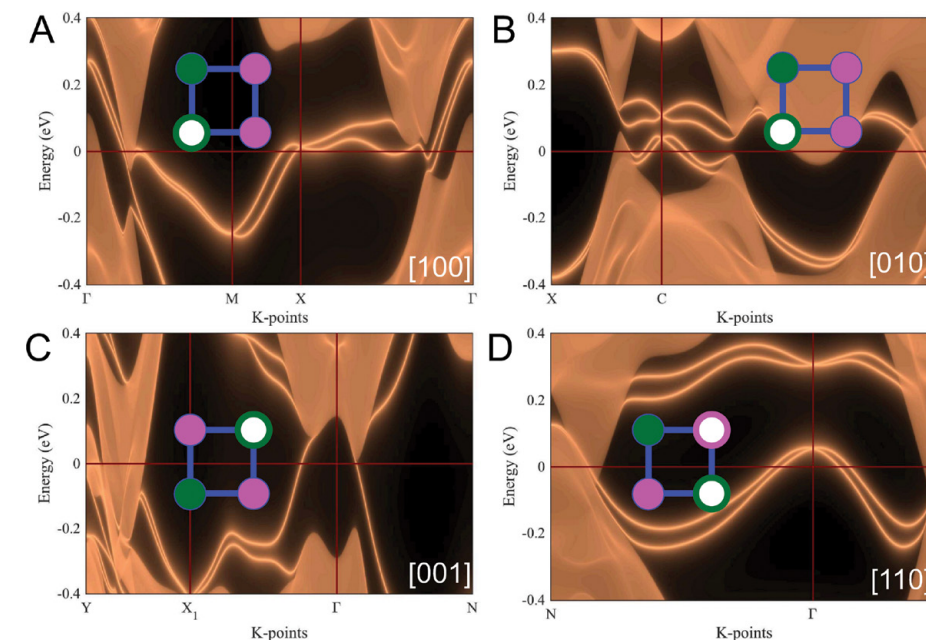 A
Energy (eV)
0.4
0.2
0
-0.2
-0.4
[100]
Γ M X Γ
K-points
B
Energy (eV)
0.4
0.2
0
-0.2
-0.4
[010]
X C
K-points
C
Energy (eV)
0.4
0.2
0
-0.2
-0.4
[001]
Y X1 Γ N
K-points
D
Energy (eV)
0.4
0.2
0
-0.2
-0.4
[110]
N Γ
K-points